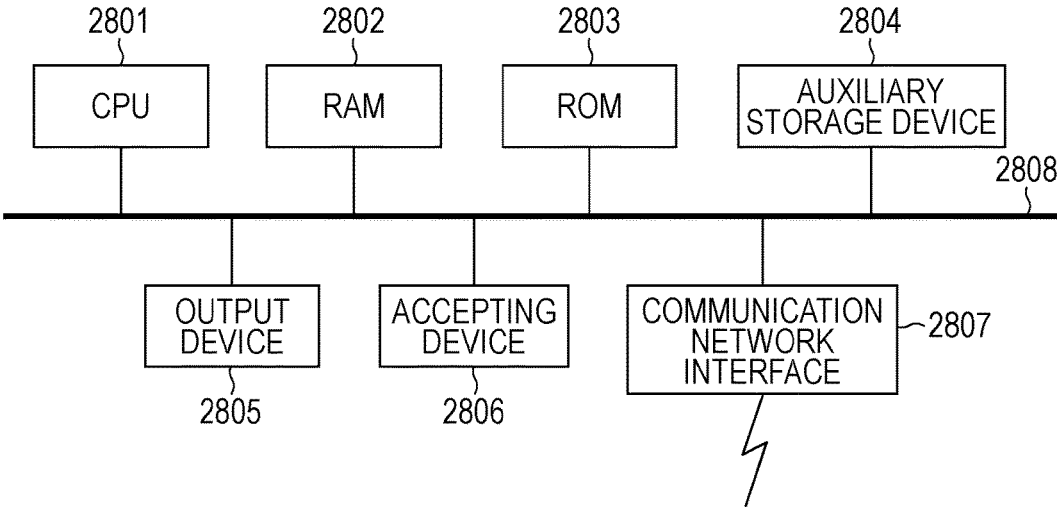 2801
2802
2803
2804
CPU
RAM
ROM
AUXILIARY
STORAGE DEVICE
2808
OUTPUT
DEVICE
ACCEPTING
DEVICE
COMMUNICATION
NETWORK
INTERFACE
2807
2805
2806